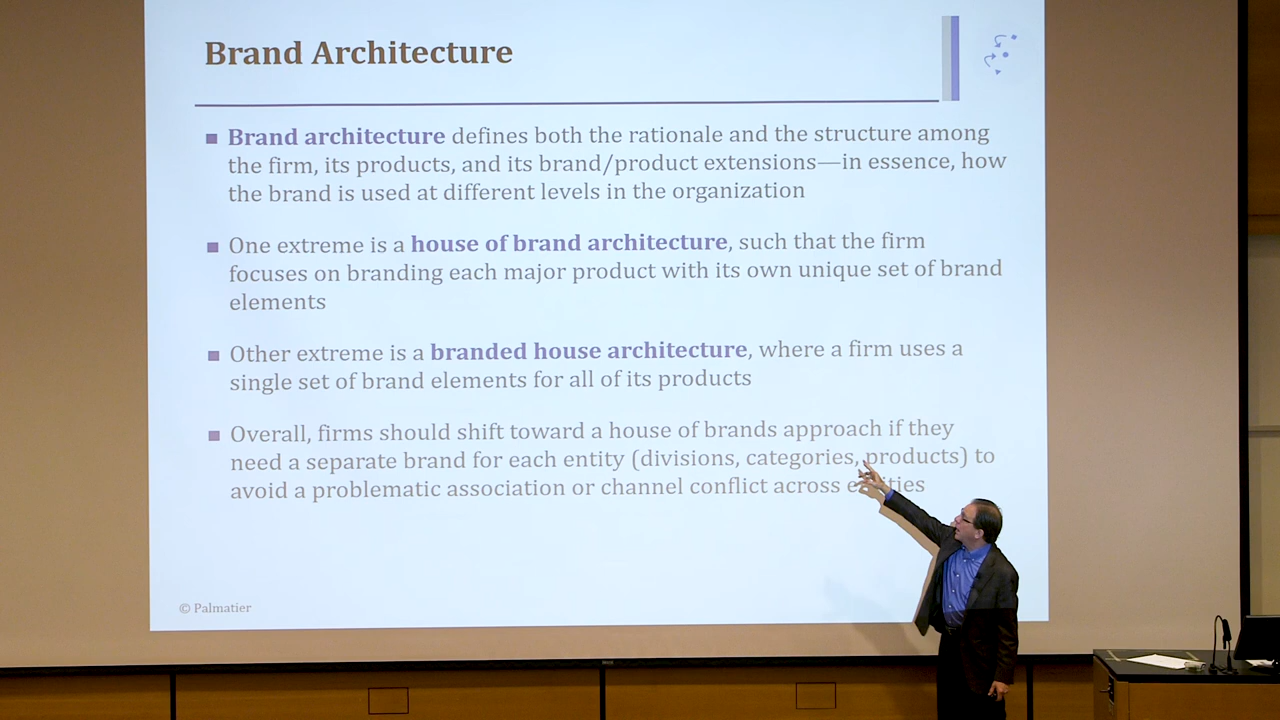 Brand Architecture
Brand architecture defines both the rationale and the structure among
the firm, its products, and its brand/product extensions—in essence, how
the brand is used at different levels in the organization
One extreme is a house of brand architecture, such that the firm
focuses on branding each major product with its own unique set of brand
elements
Other extreme is a branded house architecture, where a firm uses a
single set of brand elements for all of its products
Overall, firms should shift toward a house of brands approach if they
need a separate brand for each entity (divisions, categories, products) to
avoid a problematic association or channel conflict across entities
© Palmatier